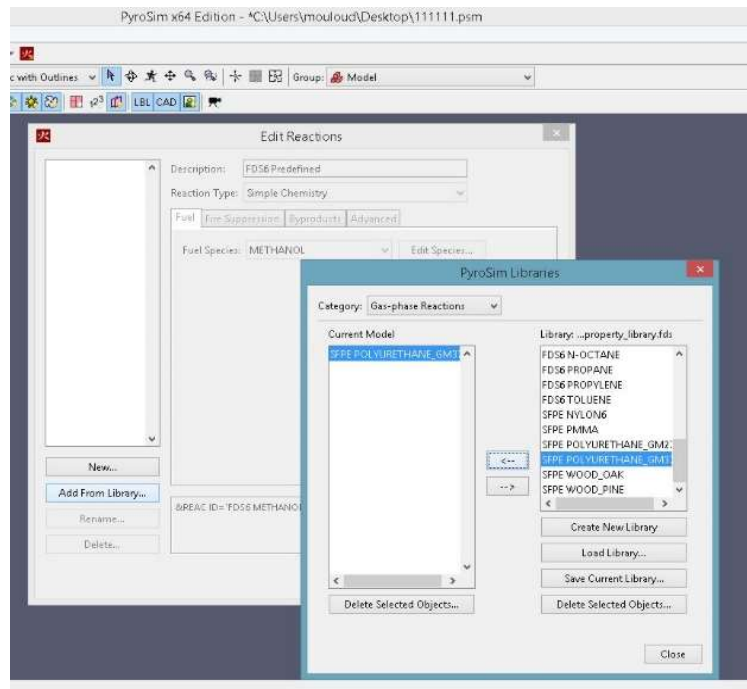 PyroSim x64 Edition - *C:\Users\mouloud\Desktop\111111.psm
c with Outlines
Group: Model
LBL CAD
Edit Reactions
Description: FDS6 Predefined
Reaction Type: Simple Chemistry
Fuel Fire Suppression Byproducts Advanced
Fuel Species: METHANOL Edit Species...
PyroSim Libraries
Category: Gas-phase Reactions
Current Model
SFPE POLYURETHANE_GM3
Library: ...property_library.fds
FDS6 N-OCTANE
FDS6 PROPANE
FDS6 PROPYLENE
FDS6 TOLUENE
SFPE NYLON6
SFPE PMMA
SFPE POLYURETHANE_GM2
SFPE POLYURETHANE_GM3
SFPE WOOD_OAK
SFPE WOOD_PINE
<--
-->
New...
Add From Library...
Rename...
Delete...
&REAC ID='FDS6 METHANOL
Create New Library
Load Library...
Save Current Library...
Delete Selected Objects...
Delete Selected Objects...
Close